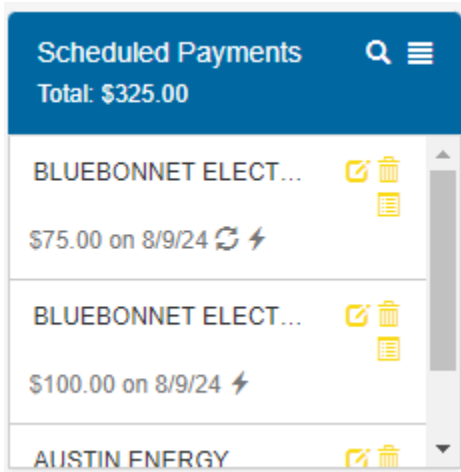 Scheduled Payments
Total: $325.00
BLUEBONNET ELECT...
$75.00 on 8/9/24
BLUEBONNET ELECT...
$100.00 on 8/9/24
AUSTIN ENERGY